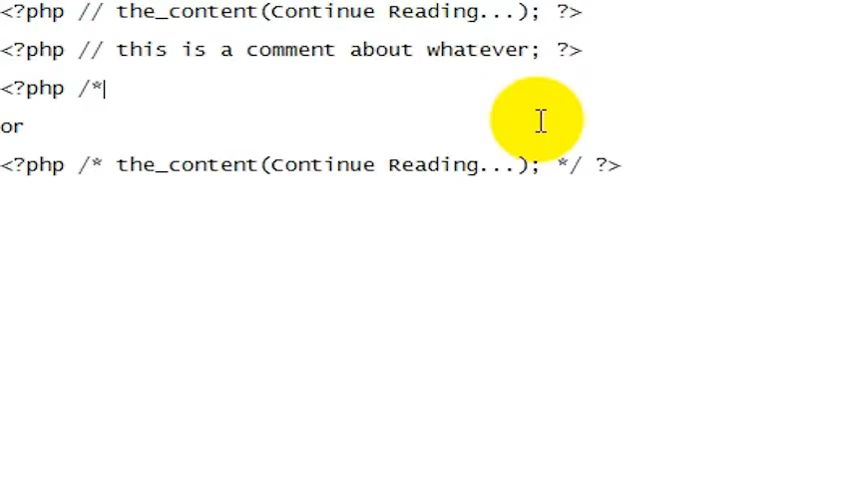 <?php // the_content(Continue Reading...); ?>
<?php // this is a comment about whatever; ?>
<?php /*
or
<?php /* the_content(Continue Reading...); */ ?>